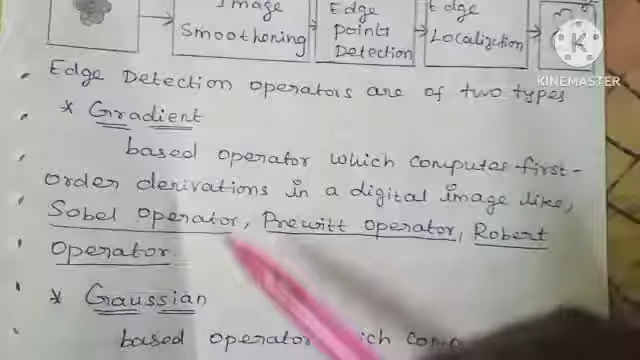 Image
Smoothening
Edge
points
Detection
Edge
Localization
KINEMASTER
Edge Detection operators are of two types
* Gradient
based operator which computes first-
order derivations in a digital image like,
Sobel operator, Prewitt operator, Robert
operator
* Gaussian
based operator